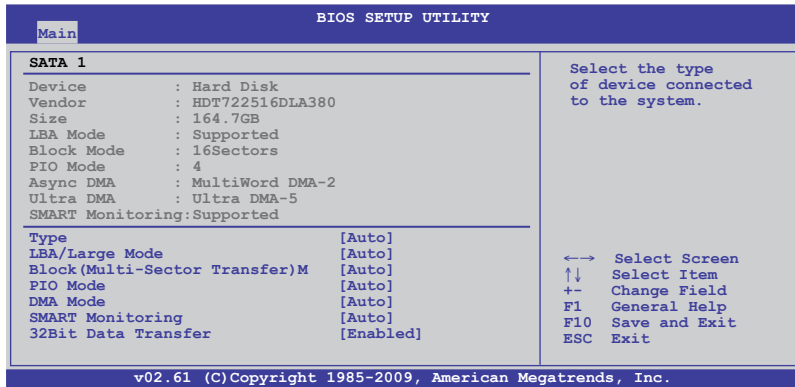 BIOS SETUP UTILITY
Main
SATA 1
Device : Hard Disk
Vendor : HDT722516DLA380
Size : 164.7GB
LBA Mode : Supported
Block Mode : 16Sectors
PIO Mode : 4
Async DMA : MultiWord DMA-2
Ultra DMA : Ultra DMA-5
SMART Monitoring:Supported
Type [Auto]
LBA/Large Mode [Auto]
Block(Multi-Sector Transfer)M [Auto]
PIO Mode [Auto]
DMA Mode [Auto]
SMART Monitoring [Auto]
32Bit Data Transfer [Enabled]
Select the type
of device connected
to the system.
←→ Select Screen
↑↓ Select Item
+- Change Field
F1 General Help
F10 Save and Exit
ESC Exit
v02.61 (C)Copyright 1985-2009, American Megatrends, Inc.